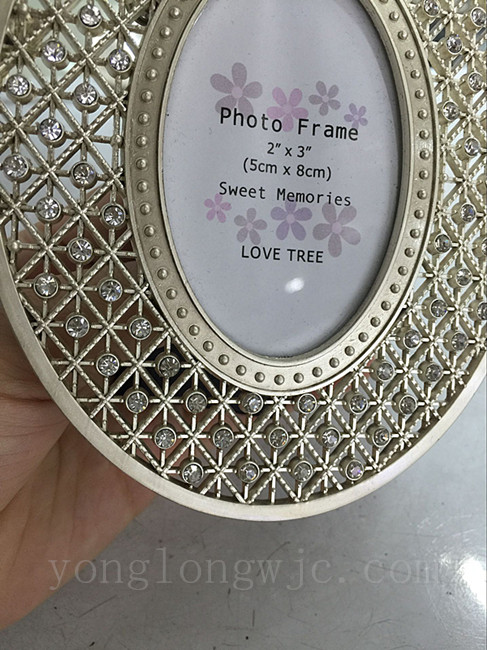 Photo Frame
2" x 3"
(5cm x 8cm)
Sweet Memories
LOVE TREE
yonglongwjc.com